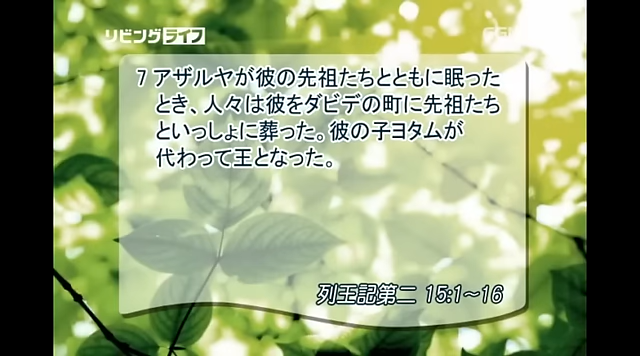 リビングライフ
7 アザルヤが彼の先祖たちとともに眠った
とき、人々は彼をダビデの町に先祖たち
といっしょに葬った。彼の子ヨタムが
代わって王となった。
列王記第二 15:1〜16